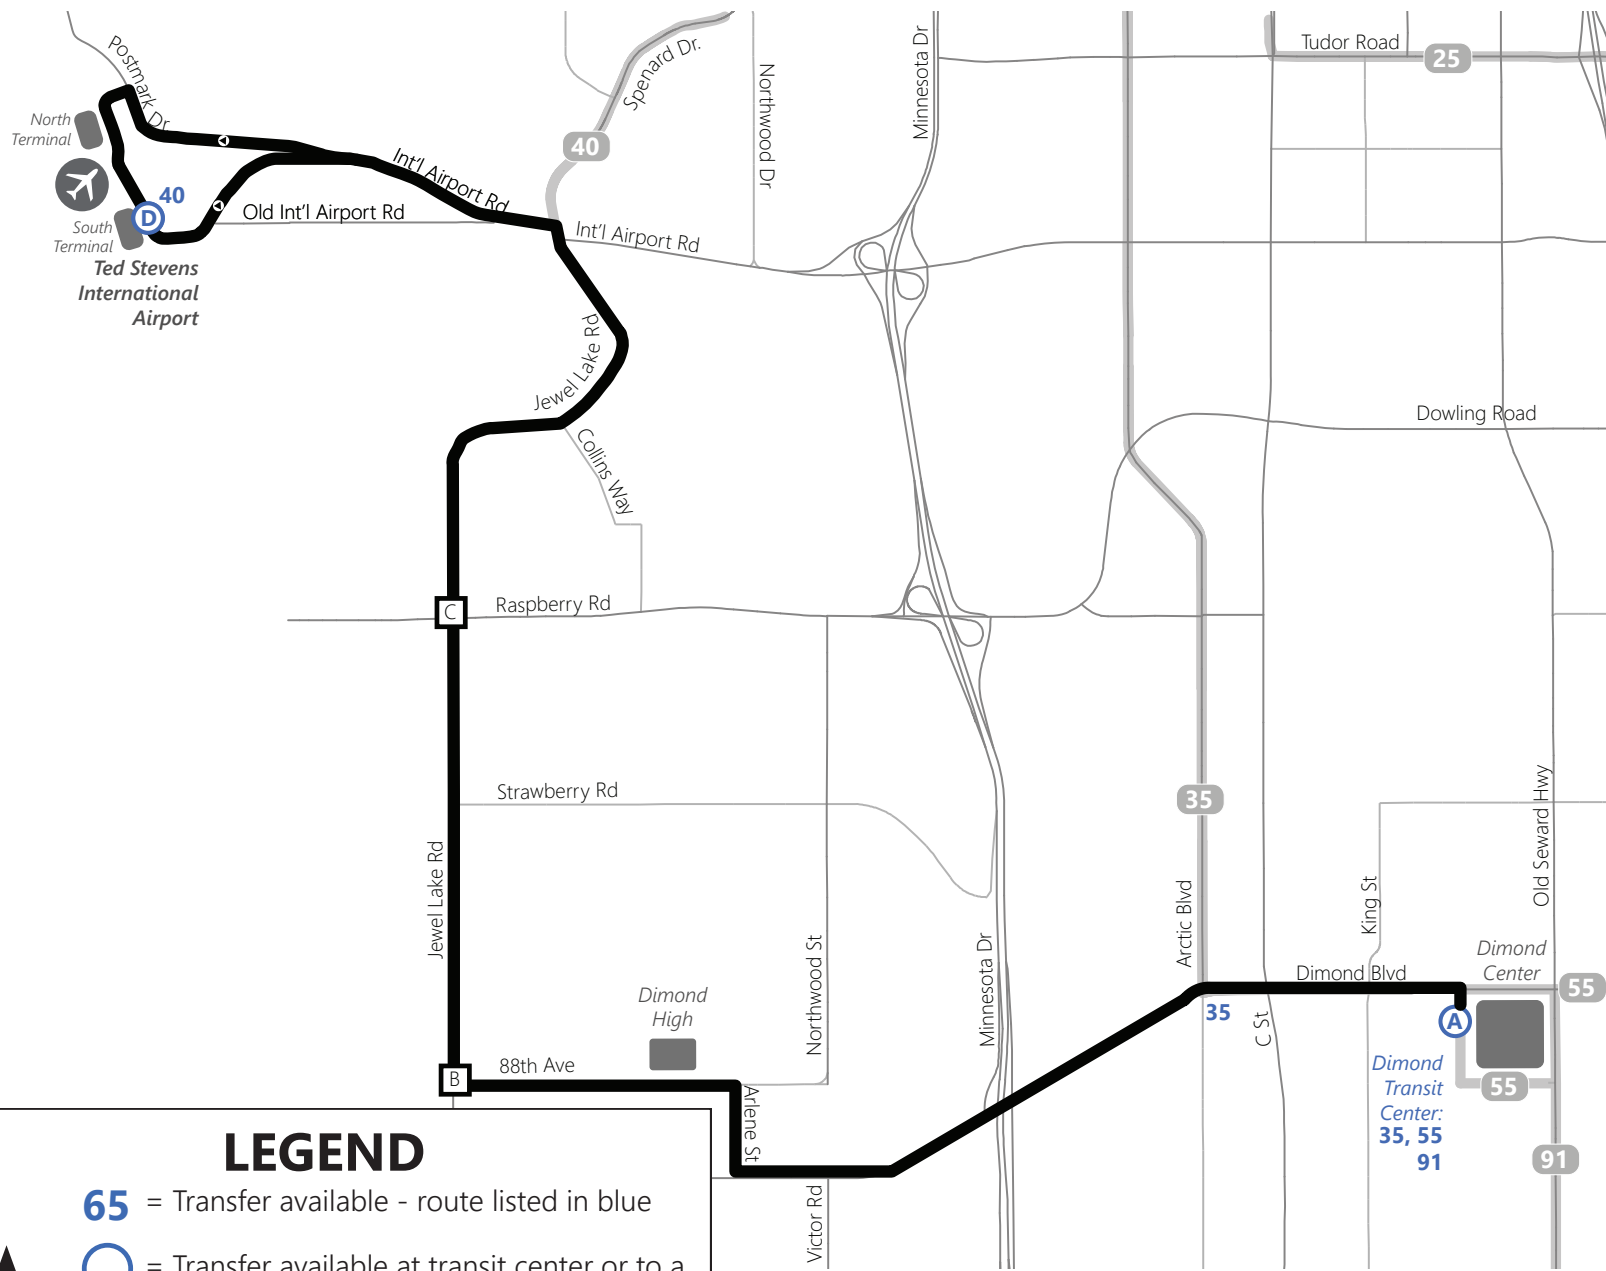 Postmark Dr
Spenard Dr.
Northwood Dr
Minnesota Dr
Tudor Road
25
North
Terminal
40
Int'l Airport Rd
40
D
Old Int'l Airport Rd
South
Terminal
Int'l Airport Rd
Ted Stevens
International
Airport
Jewel Lake Rd
Collins Way
Dowling Road
C
Raspberry Rd
Strawberry Rd
35
Jewel Lake Rd
Northwood St
Minnesota Dr
Arctic Blvd
King St
Old Seward Hwy
Dimond
Center
Dimond Blvd
55
Dimond
High
35
C St
A
88th Ave
B
Arlene St
Dimond
Transit
Center:
35, 55
91
55
91
Victor Rd
LEGEND
65 = Transfer available - route listed in blue
= Transfer available at transit center or to a